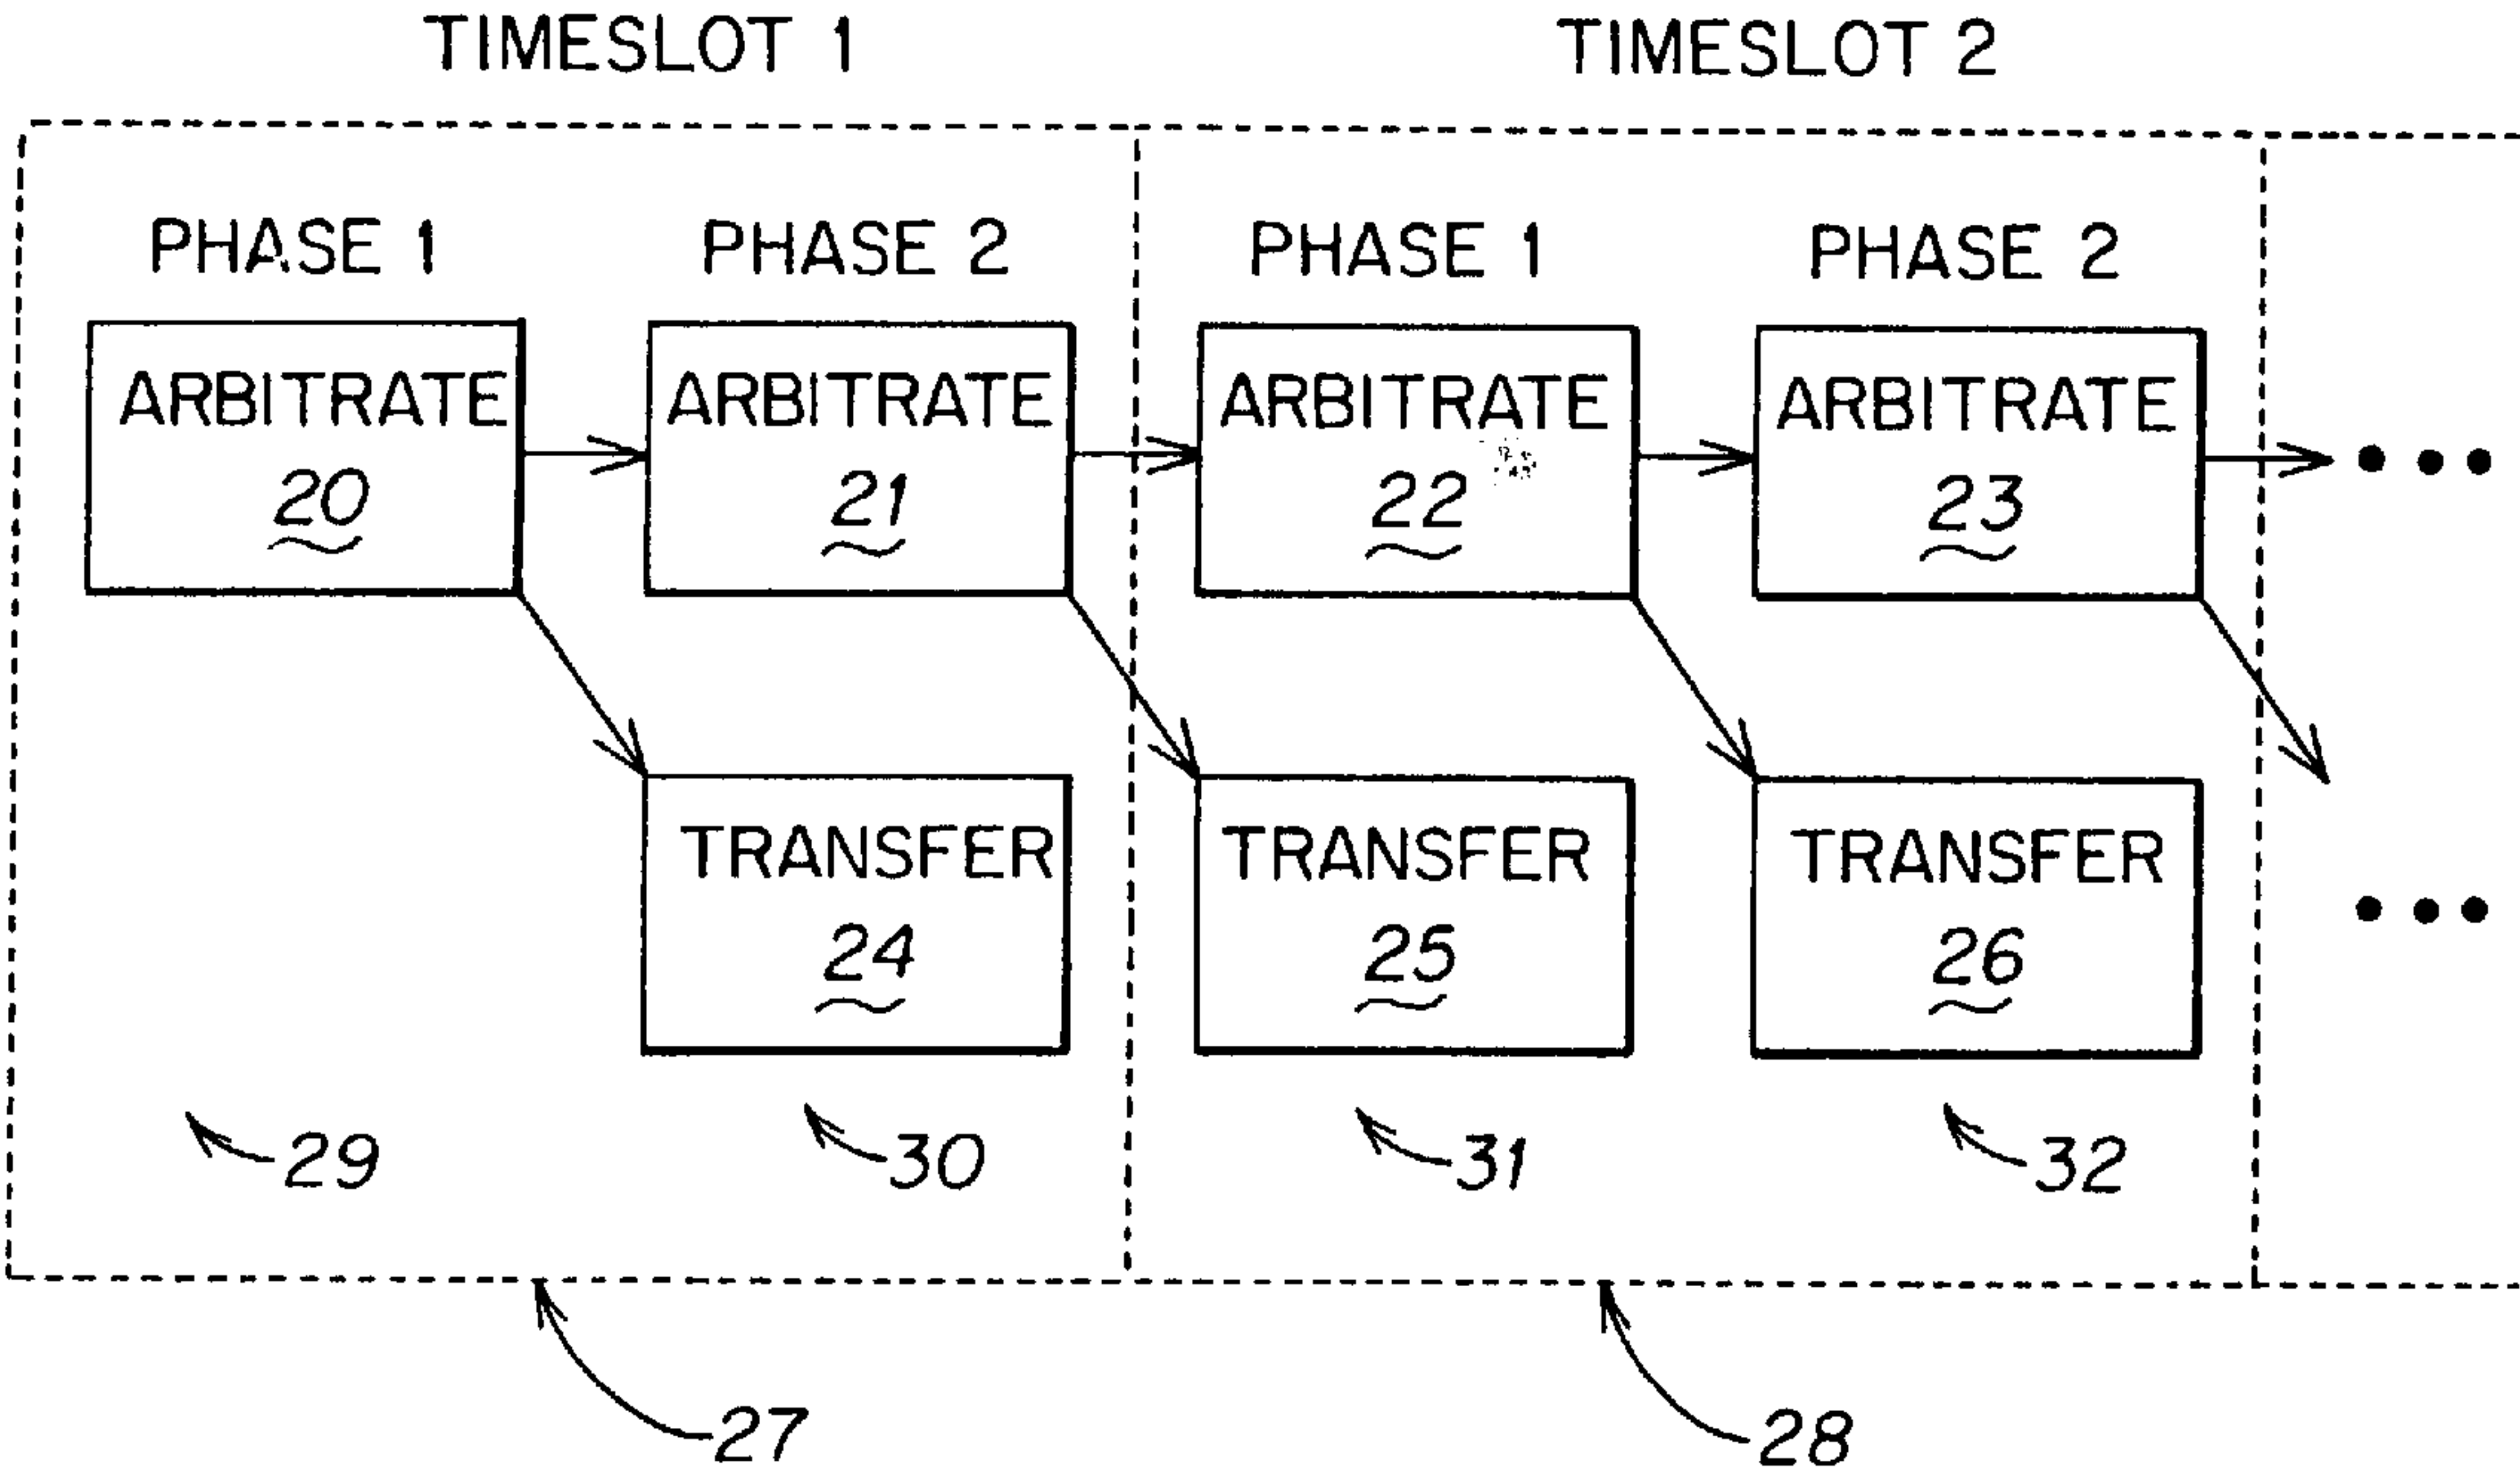 TIMESLOT 1
TIMESLOT 2
PHASE 1
PHASE 2
PHASE 1
PHASE 2
ARBITRATE
20
ARBITRATE
21
ARBITRATE
22
ARBITRATE
23
TRANSFER
24
TRANSFER
25
TRANSFER
26
29
30
31
32
27
28